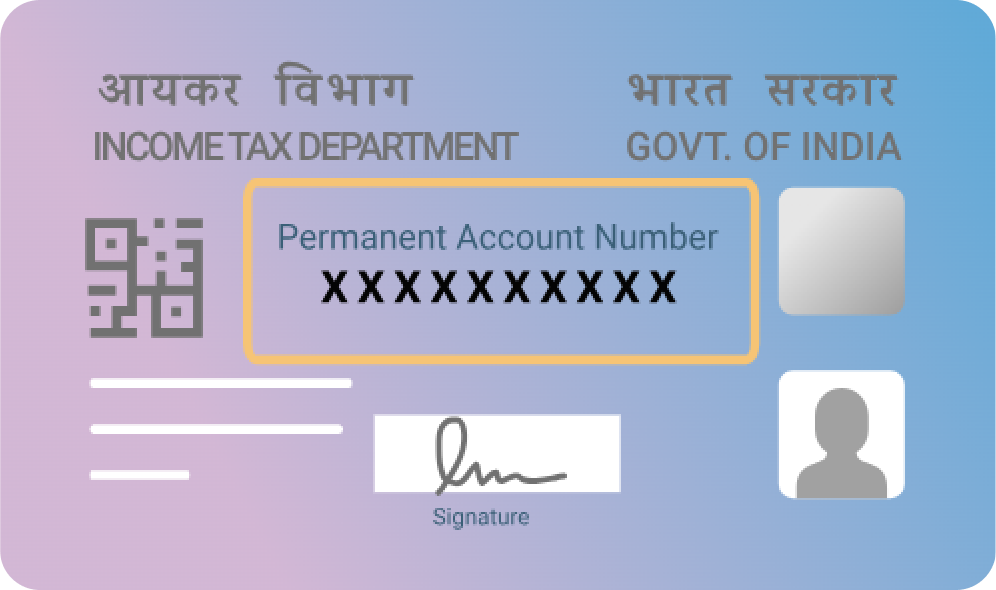 आयकर विभाग
भारत सरकार
INCOME TAX DEPARTMENT
GOVT. OF INDIA
Permanent Account Number
XXXXXXXXXX
Signature